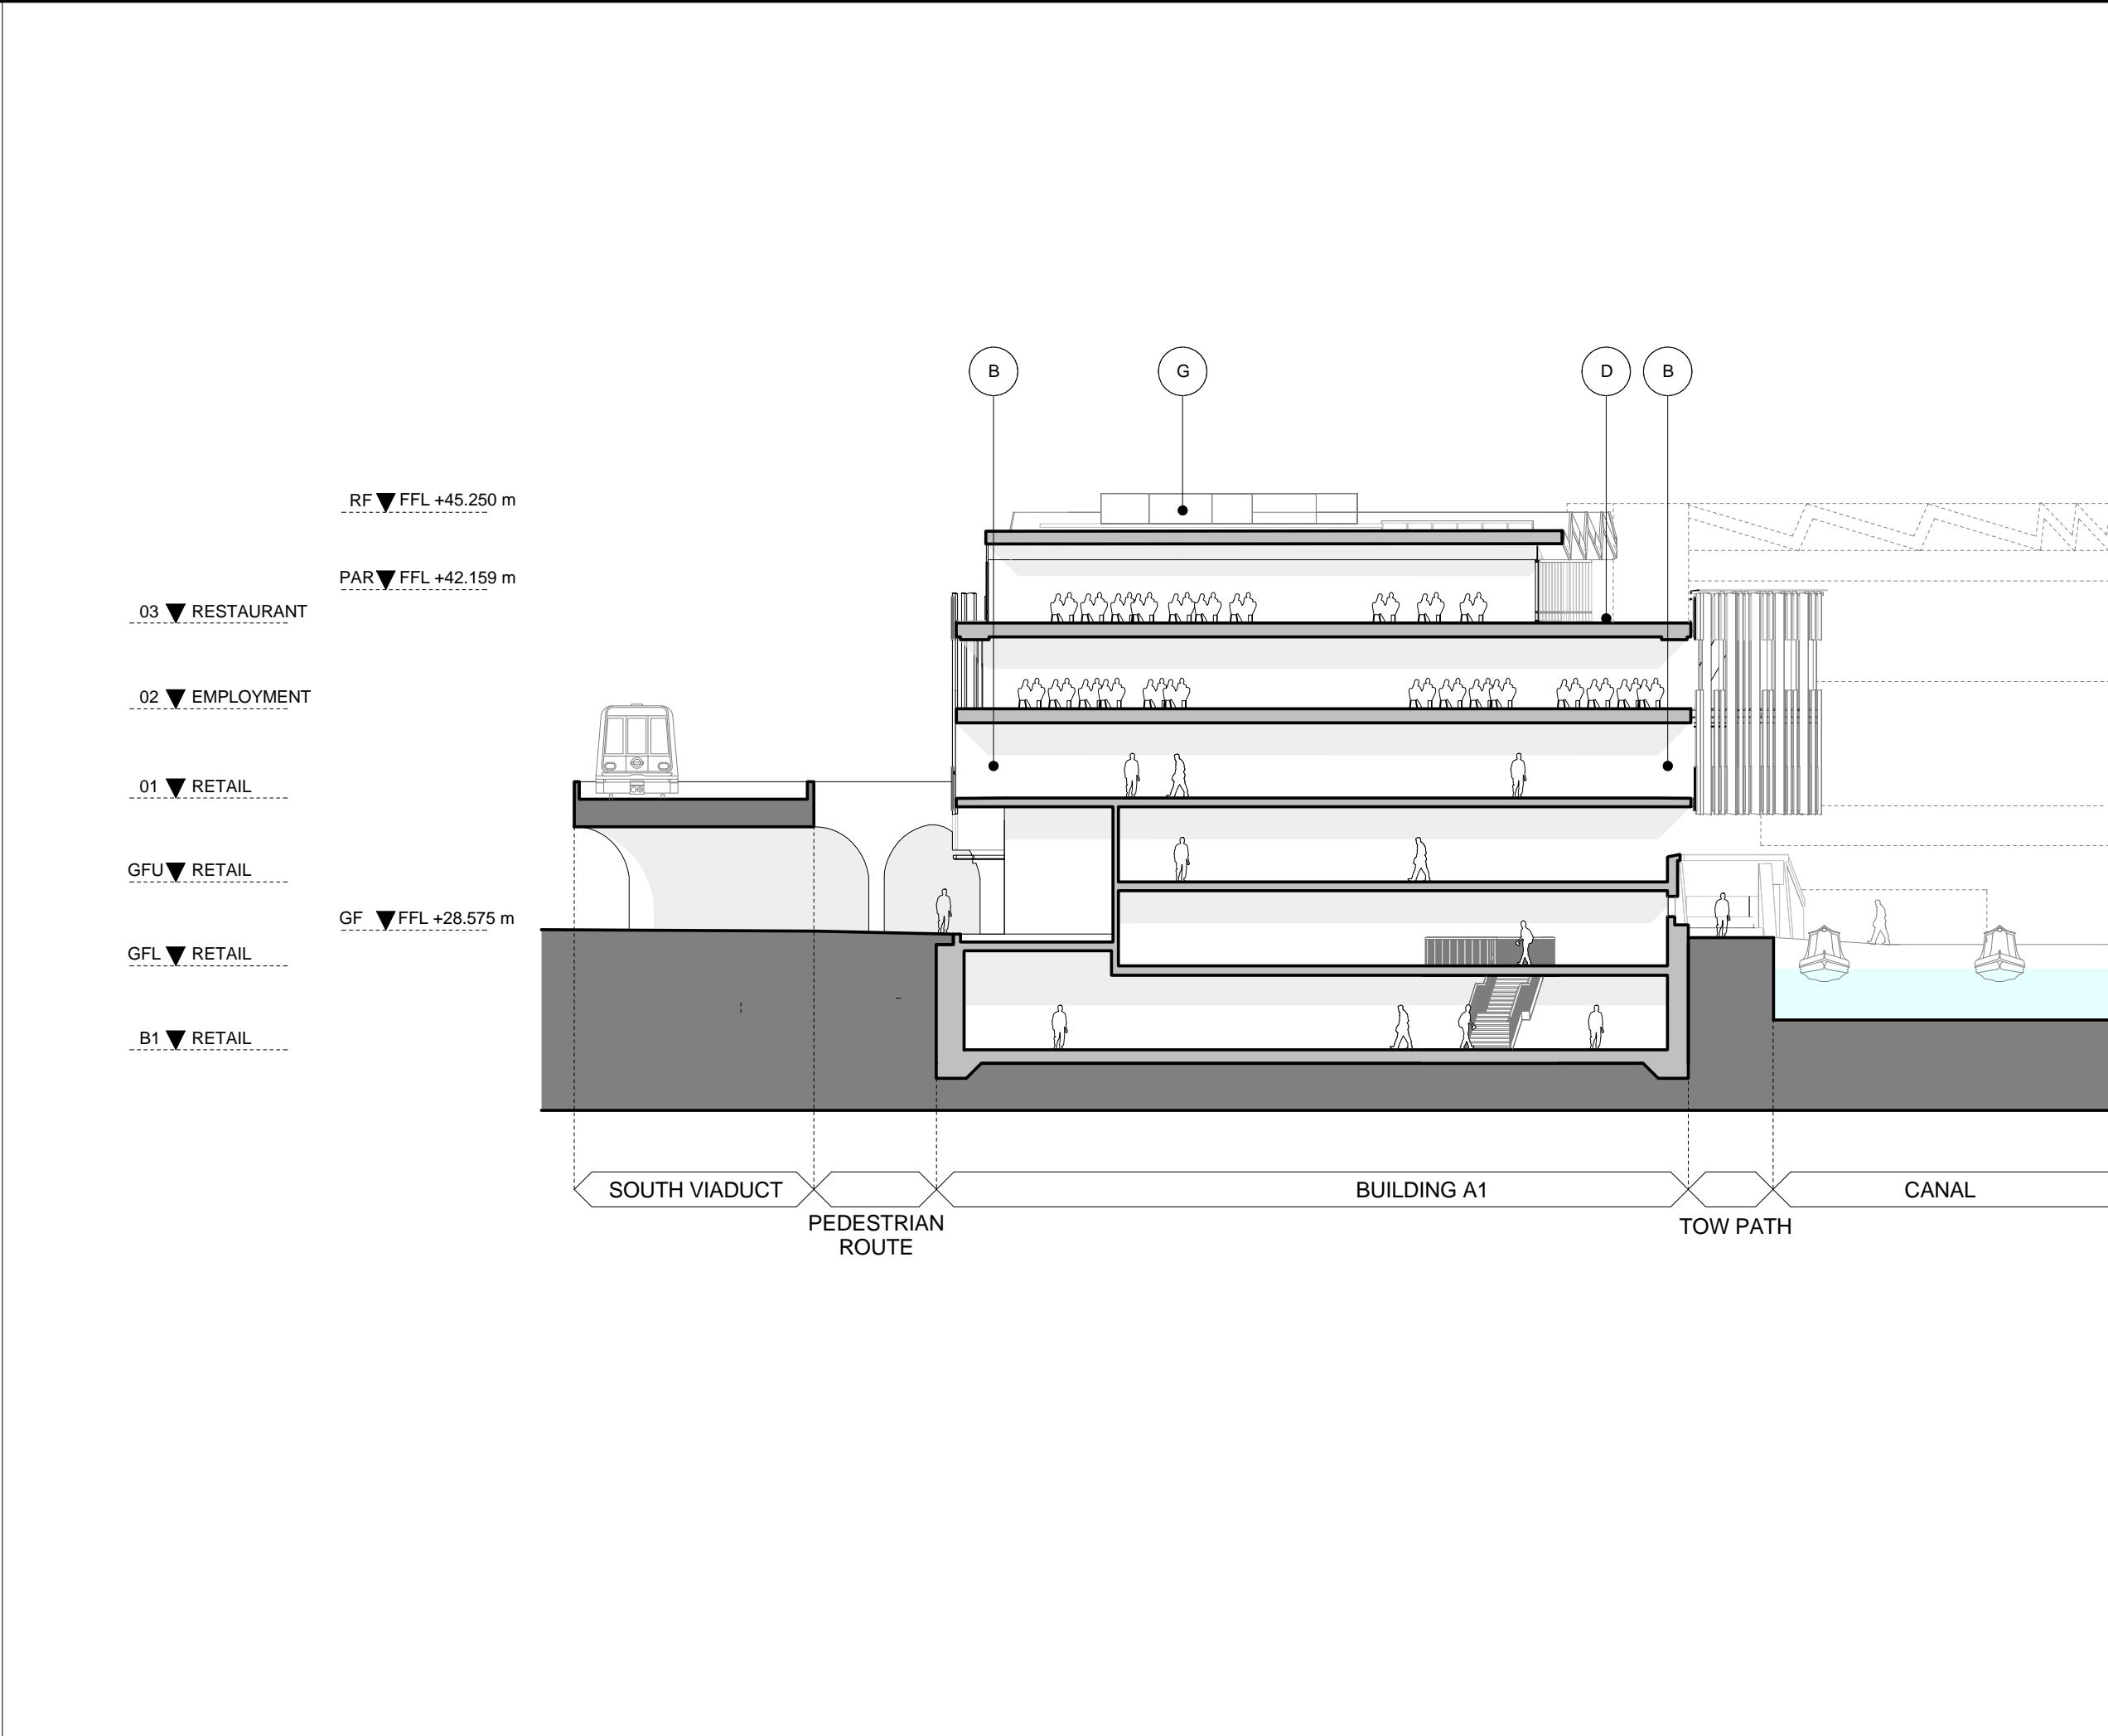 B
G
D
B
RF FFL +45.250 m
PAR FFL +42.159 m
03 RESTAURANT
02 EMPLOYMENT
01 RETAIL
GFU RETAIL
GF FFL +28.575 m
GFL RETAIL
B1 RETAIL
SOUTH VIADUCT
BUILDING A1
CANAL
PEDESTRIAN
ROUTE
TOW PATH